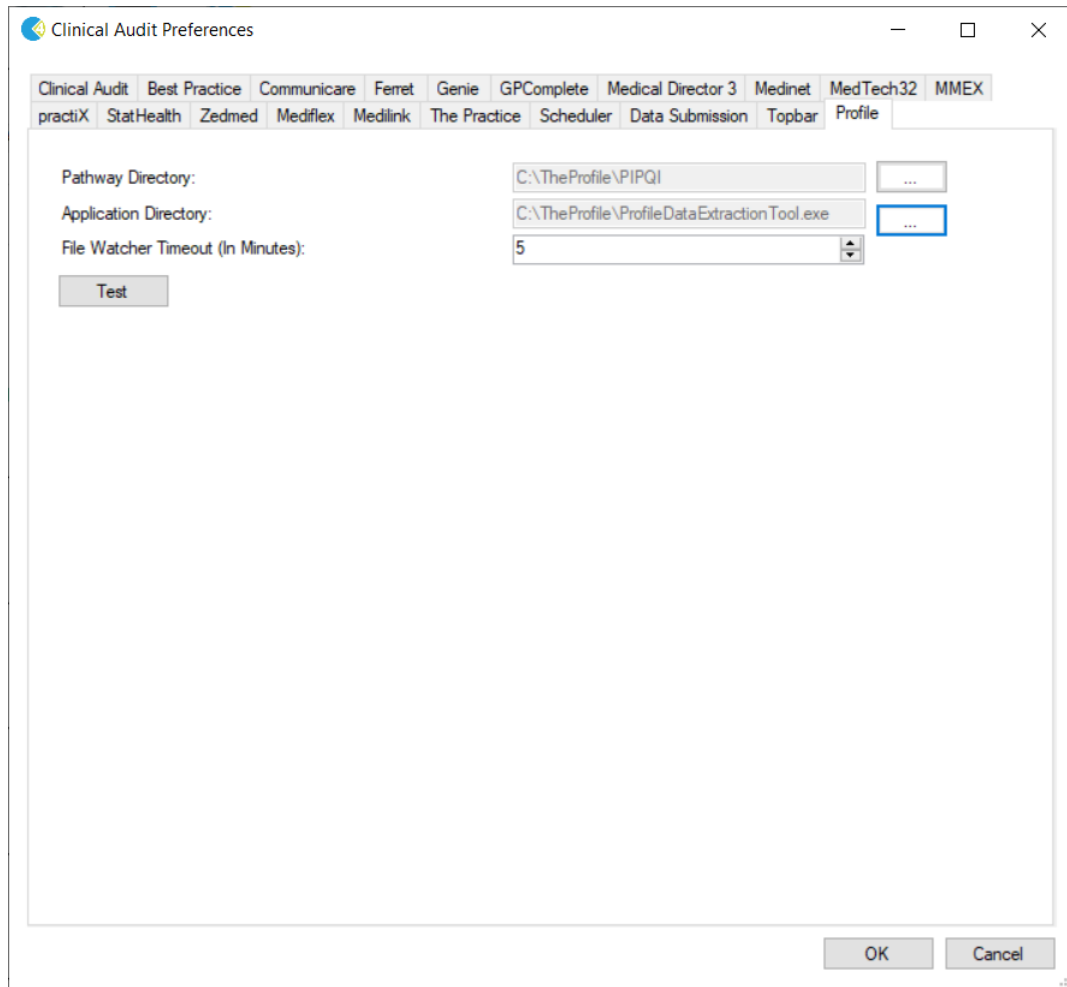 Clinical Audit Preferences
Clinical Audit Best Practice Communicare Ferret Genie GPComplete Medical Director 3 Medinet MedTech32 MMEX
practiX StatHealth Zedmed Mediflex Medilink The Practice Scheduler Data Submission Topbar Profile
Pathway Directory: C:\TheProfile\PIPQI ...
Application Directory: C:\TheProfile\ProfileDataExtractionTool.exe ...
File Watcher Timeout (In Minutes): 5
Test
OK Cancel